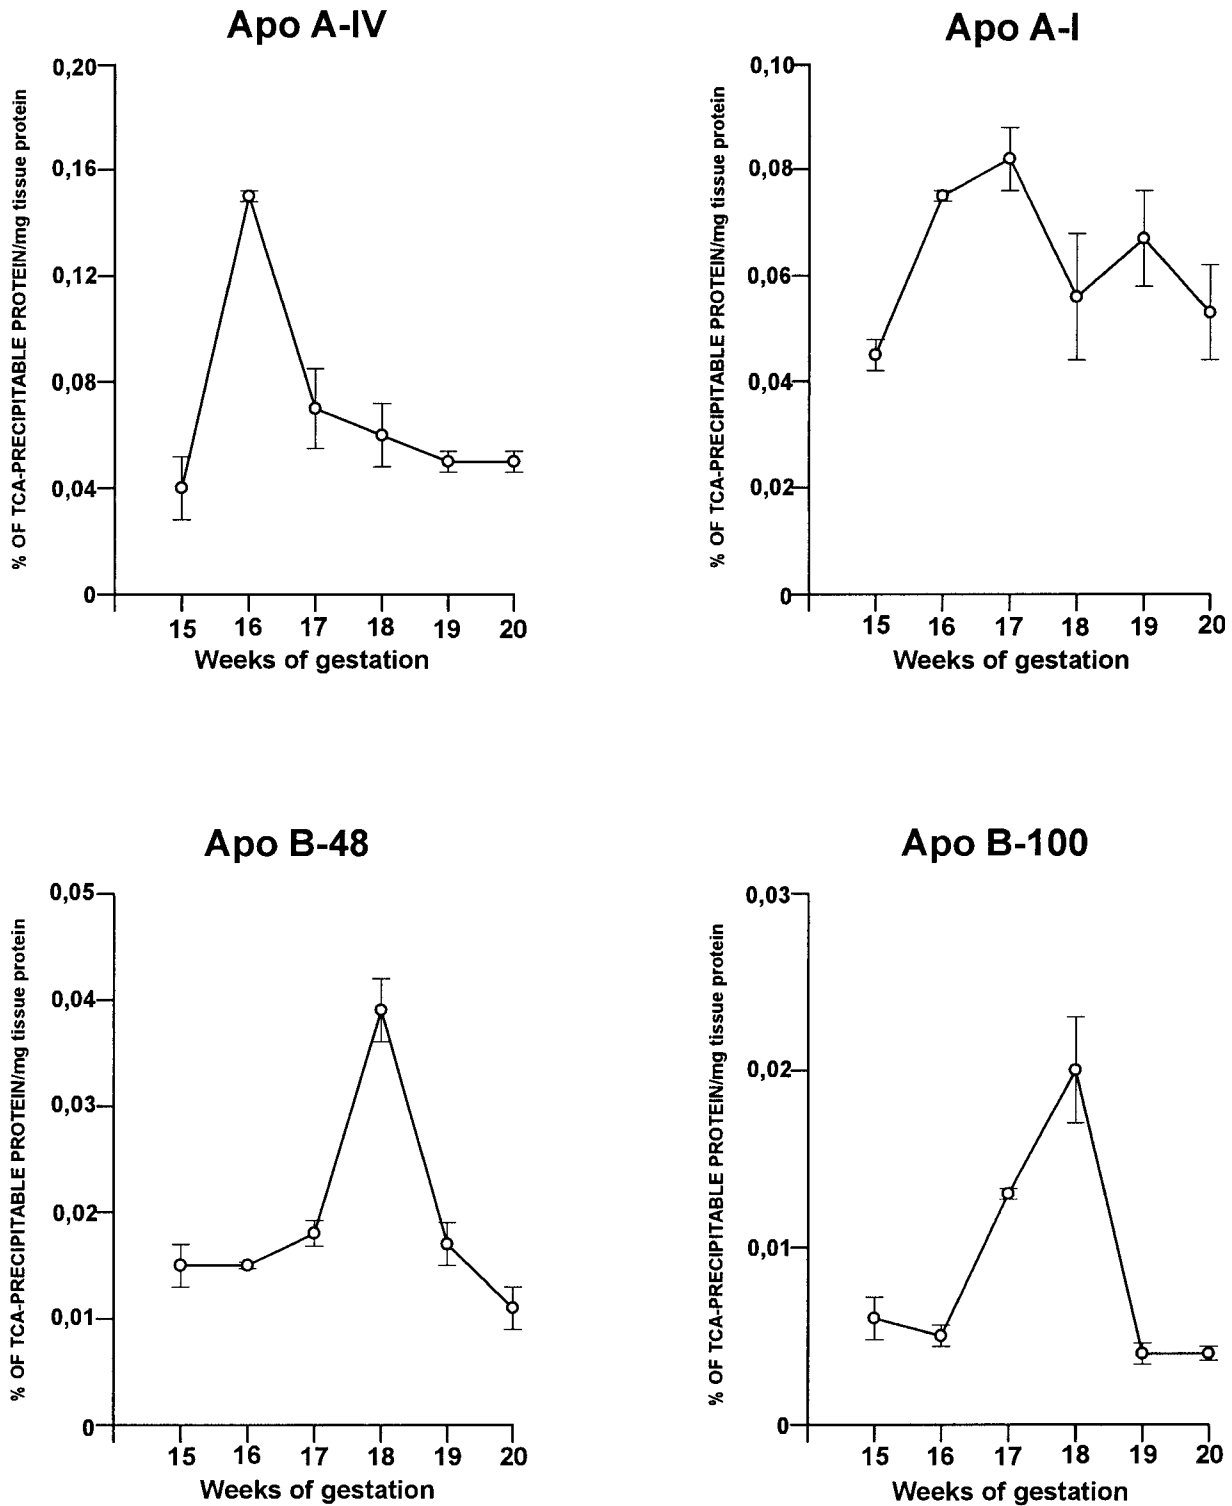 Apo A-IV
% OF TCA-PRECIPITABLE PROTEIN/mg tissue protein
0,20
0,16
0,12
0,08
0,04
0
15 16 17 18 19 20
Weeks of gestation
Apo A-I
% OF TCA-PRECIPITABLE PROTEIN/mg tissue protein
0,10
0,08
0,06
0,04
0,02
0
15 16 17 18 19 20
Weeks of gestation
Apo B-48
% OF TCA-PRECIPITABLE PROTEIN/mg tissue protein
0,05
0,04
0,03
0,02
0,01
0
15 16 17 18 19 20
Weeks of gestation
Apo B-100
% OF TCA-PRECIPITABLE PROTEIN/mg tissue protein
0,03
0,02
0,01
0
15 16 17 18 19 20
Weeks of gestation